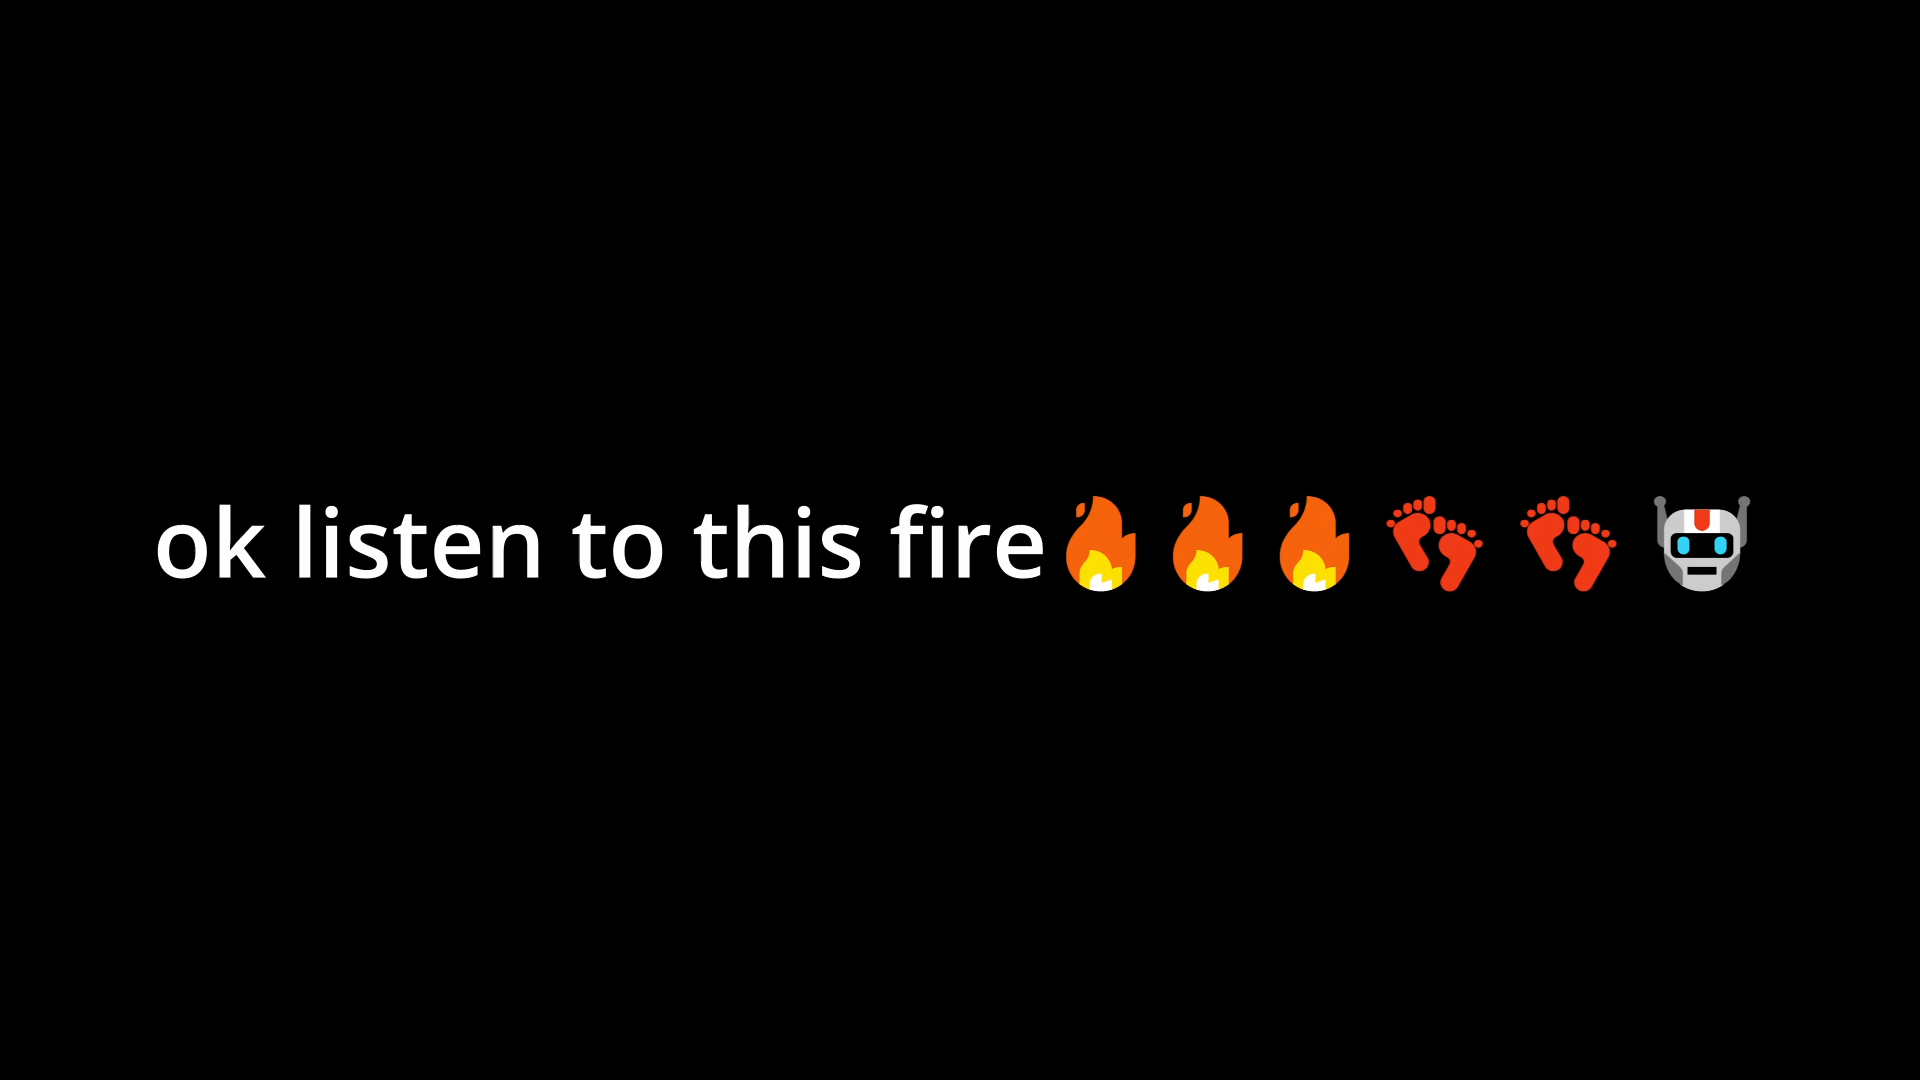 ok listen to this fire🔥🔥🔥👣👣🤖